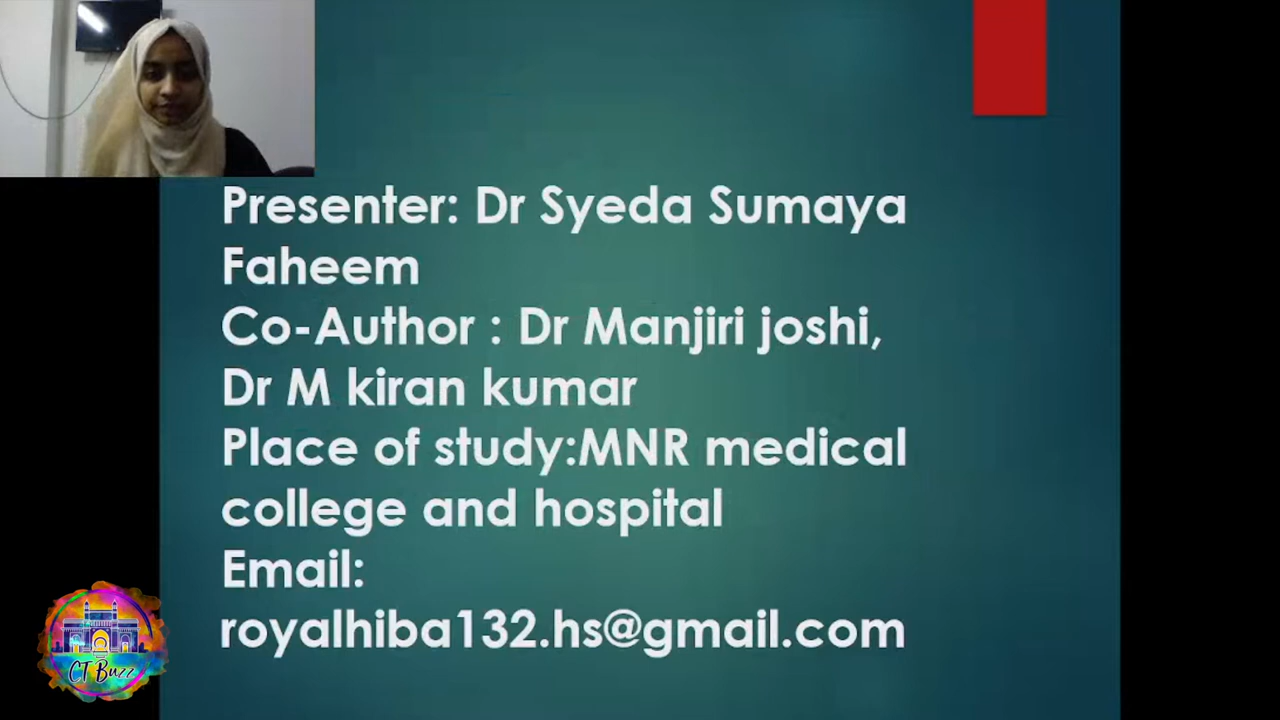 Presenter: Dr Syeda Sumaya
Faheem
Co-Author : Dr Manjiri joshi,
Dr M kiran kumar
Place of study:MNR medical
college and hospital
Email:
royalhiba132.hs@gmail.com
CT Buzz